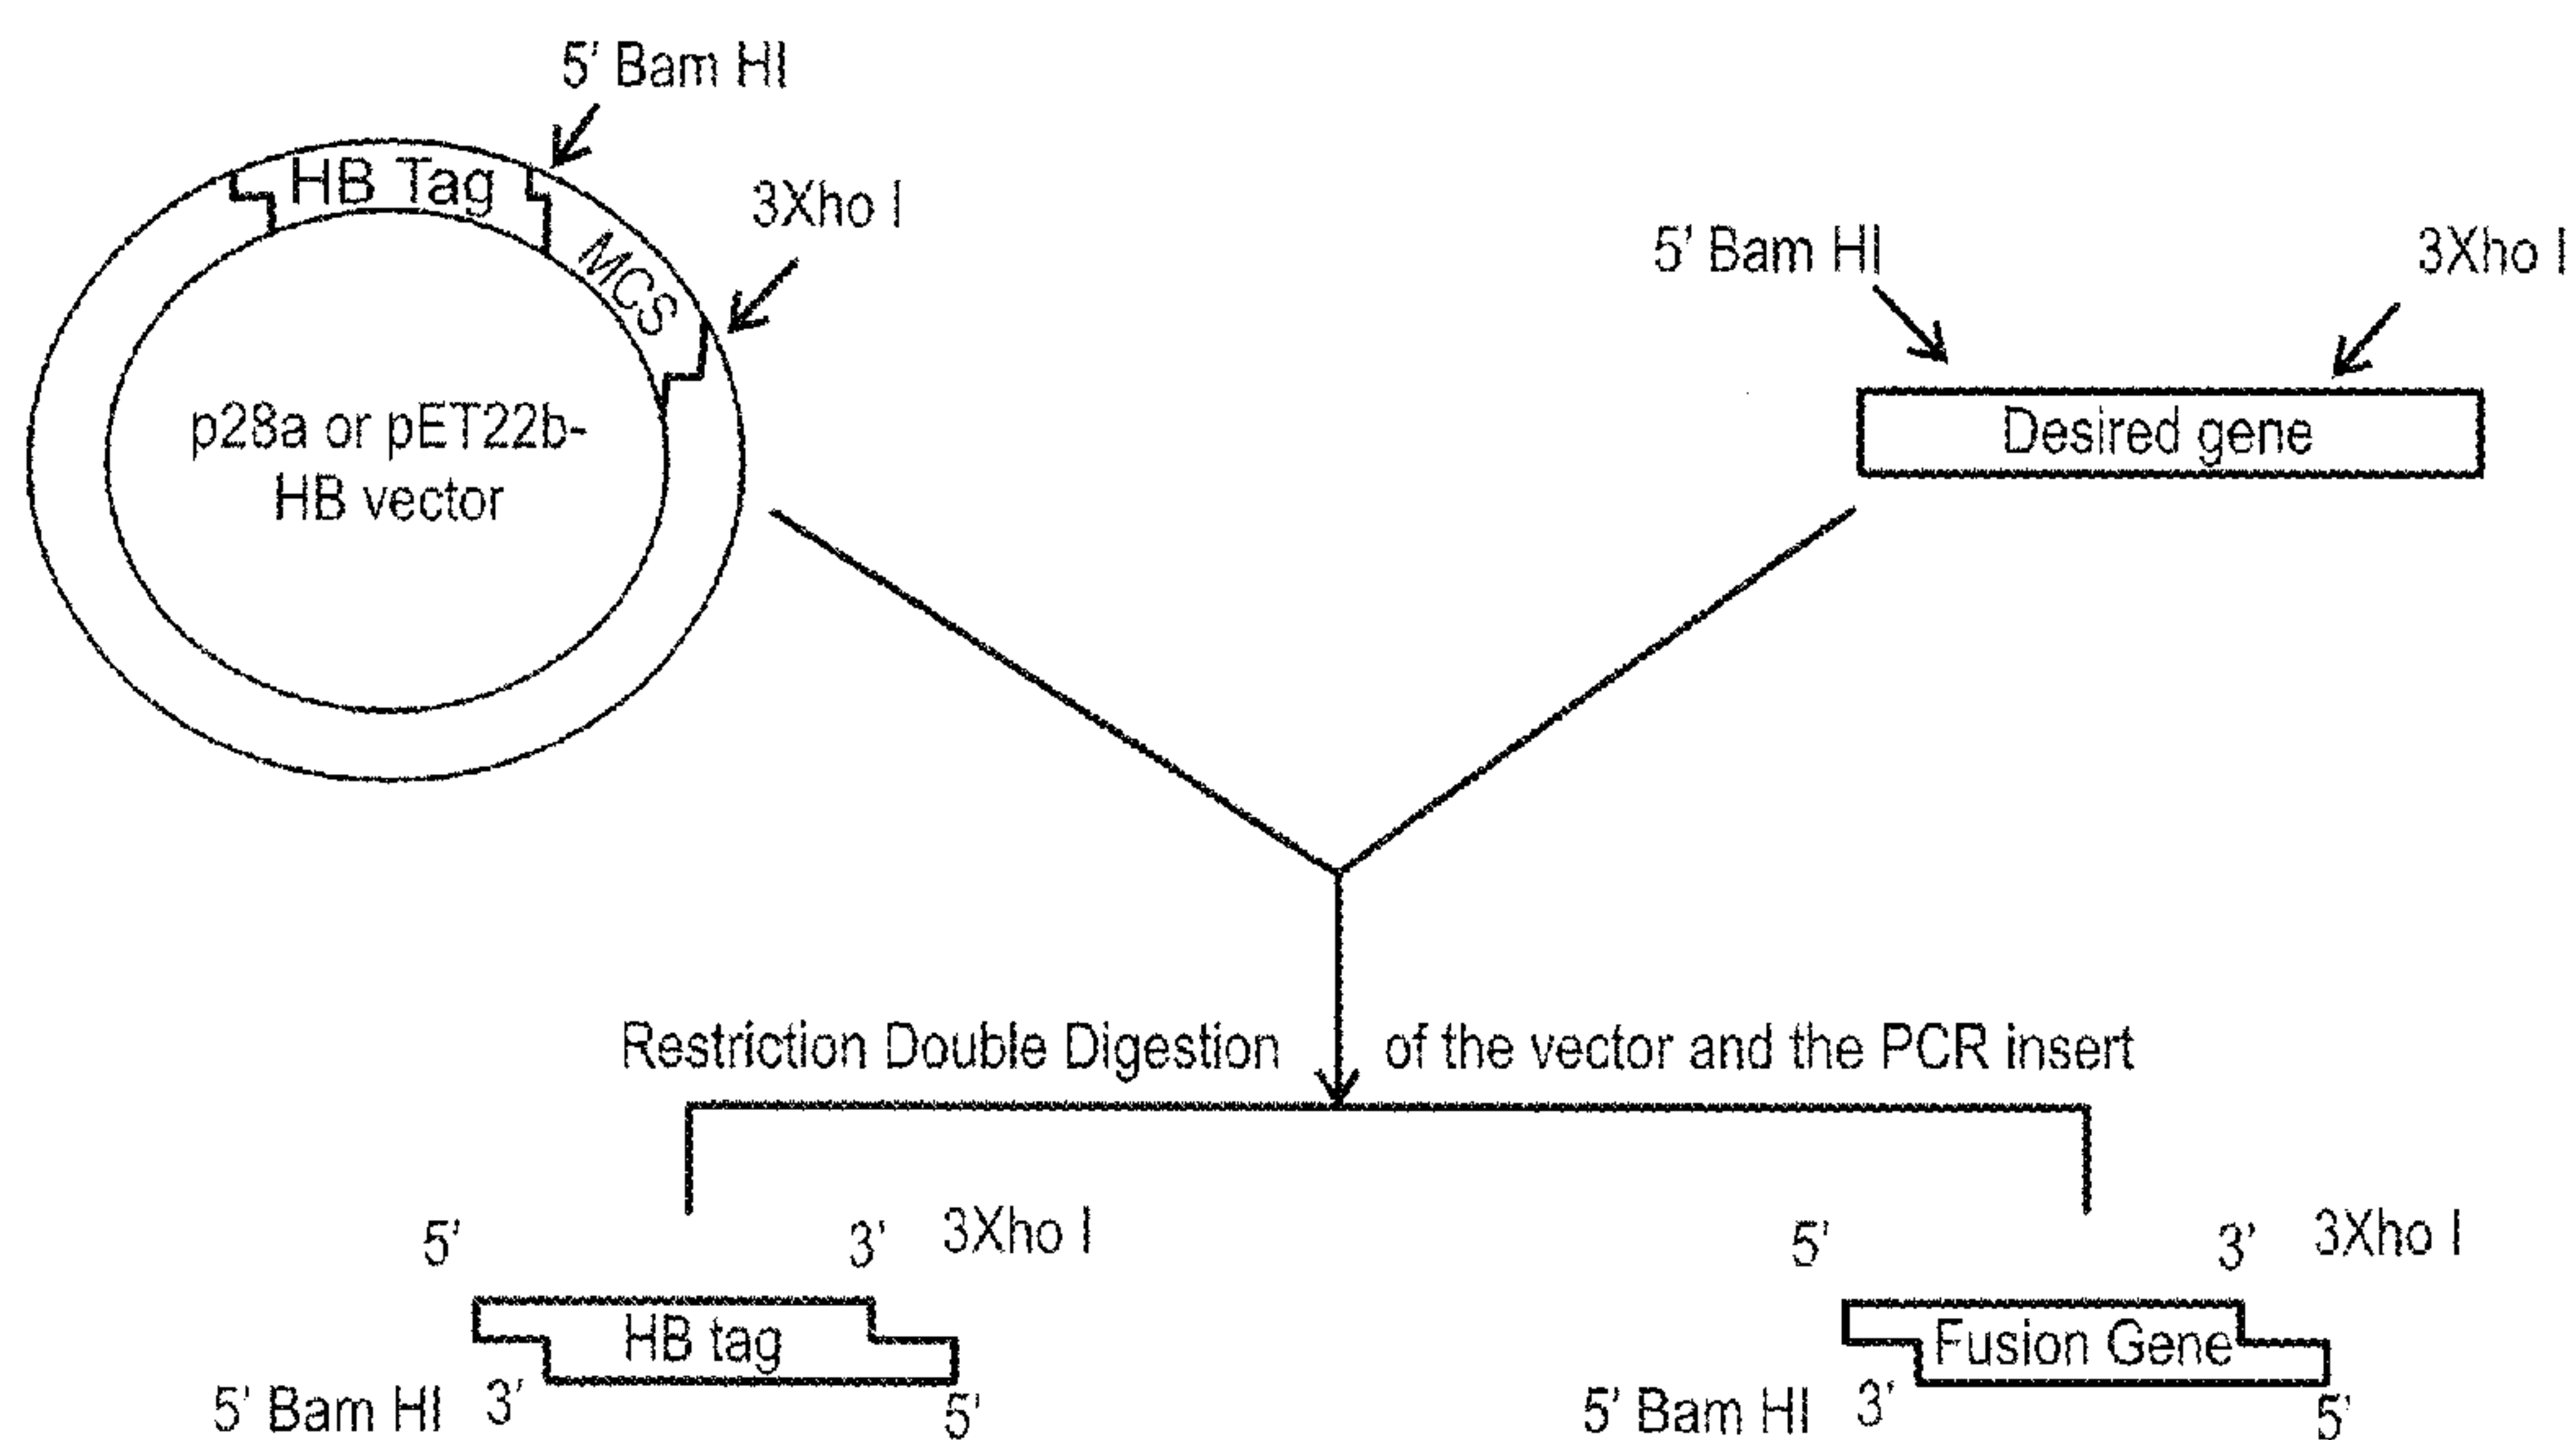 5' Bam HI
HB Tag
3Xho I
MCS
p28a or pET22b-
HB vector
5' Bam HI
3Xho I
Desired gene
Restriction Double Digestion of the vector and the PCR insert
5' 3' 3Xho I
HB tag
5' Bam HI 3' 5'
5' 3' 3Xho I
Fusion Gene
5' Bam HI 3' 5'